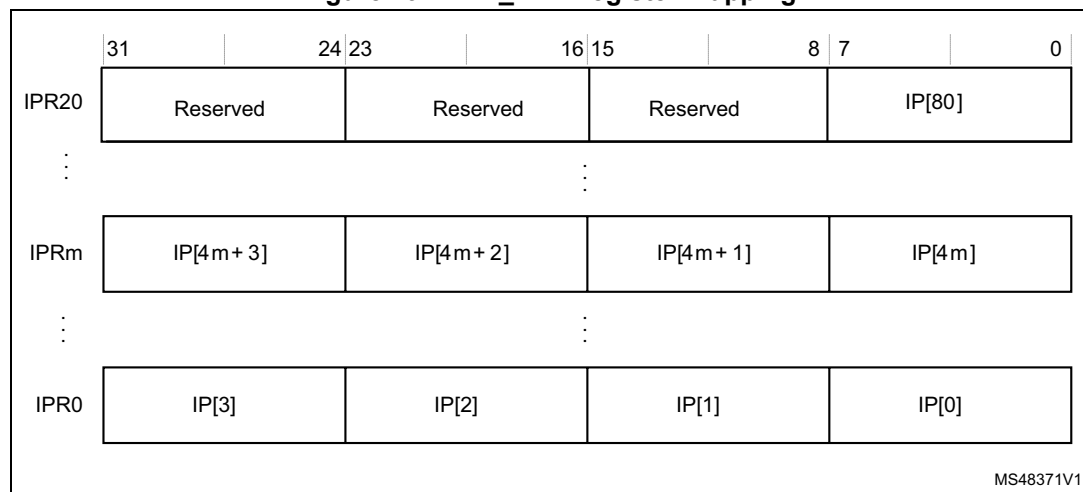 31 24 23 16 15 8 7 0
IPR20 Reserved Reserved Reserved IP[80]
IPRm IP[4m+3] IP[4m+2] IP[4m+1] IP[4m]
IPR0 IP[3] IP[2] IP[1] IP[0]
MS48371V1